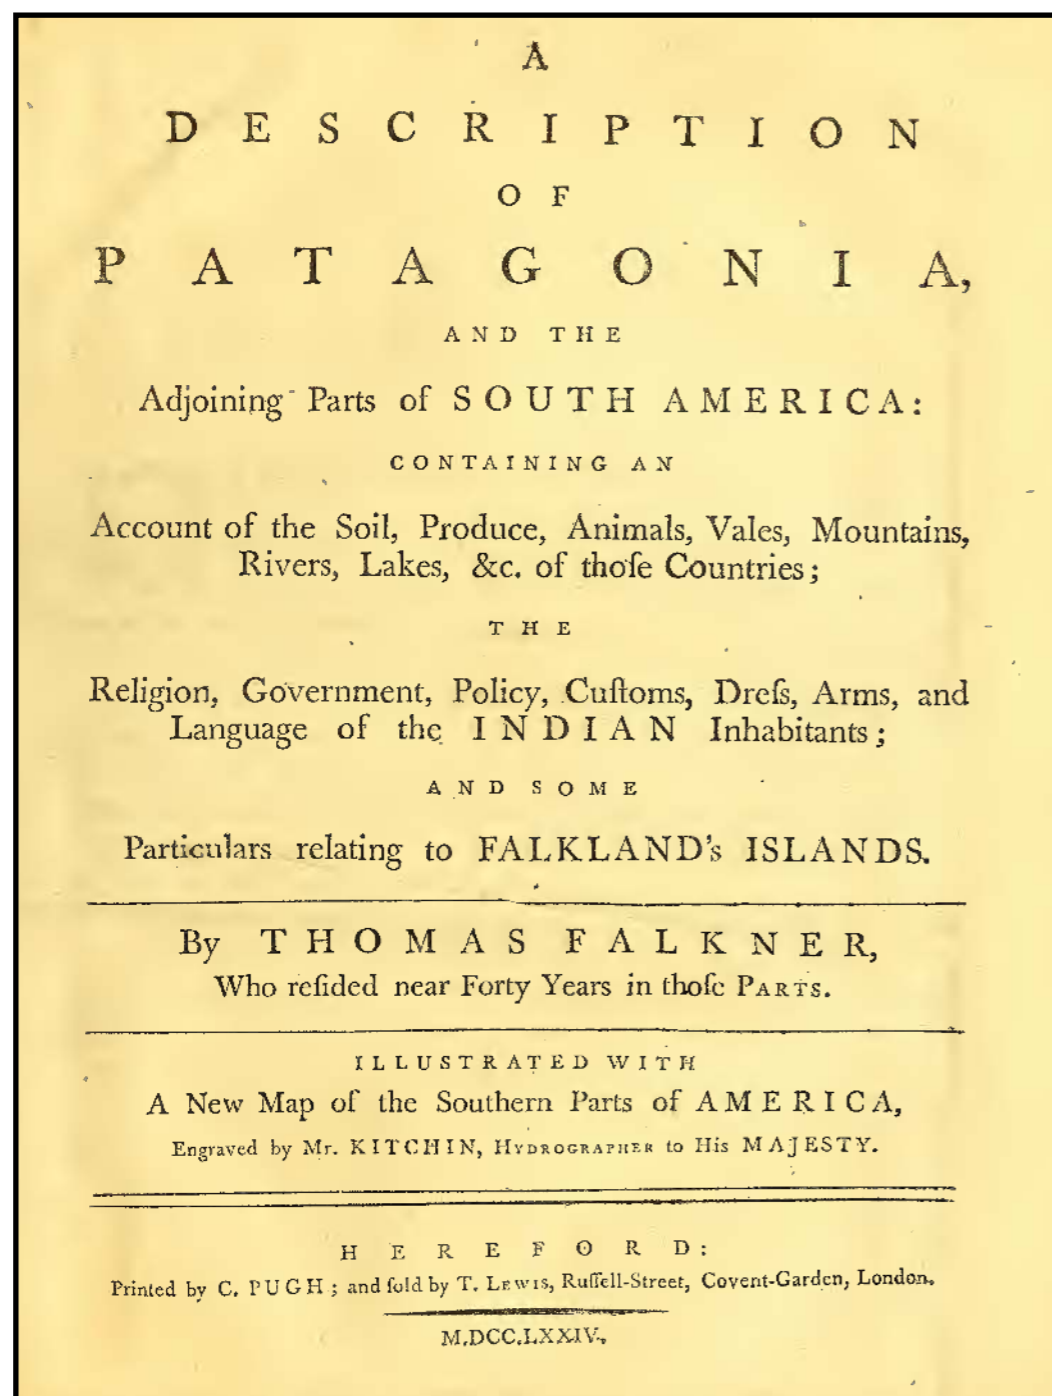 A
DESCRIPTION
OF
PATAGONIA,
AND THE
Adjoining Parts of SOUTH AMERICA:
CONTAINING AN
Account of the Soil, Produce, Animals, Vales, Mountains,
Rivers, Lakes, &c. of thoſe Countries;
THE
Religion, Government, Policy, Cuſtoms, Dreſs, Arms, and
Language of the INDIAN Inhabitants;
AND SOME
Particulars relating to FALKLAND's ISLANDS.
By THOMAS FALKNER,
Who reſided near Forty Years in thoſe PARTS.
ILLUSTRATED WITH
A New Map of the Southern Parts of AMERICA,
Engraved by Mr. KITCHIN, HYDROGRAPHER to His MAJESTY.
HEREFORD:
Printed by C. PUGH; and ſold by T. LEWIS, Ruſſell-Street, Covent-Garden, London.
M.DCC.LXXIV.